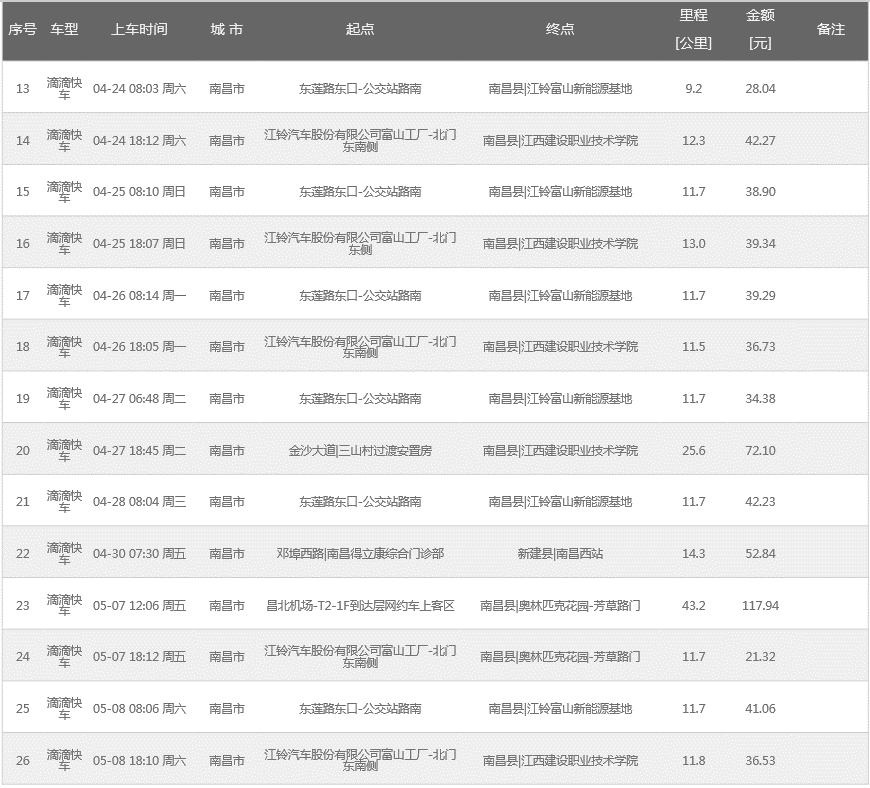 序号 车型 上车时间 城 市 起点 终点 里程 [公里] 金额 [元] 备注
13 滴滴快车 04-24 08:03 周六 南昌市 东莲路东口-公交站路南 南昌县|江铃富山新能源基地 9.2 28.04
14 滴滴快车 04-24 18:12 周六 南昌市 江铃汽车股份有限公司富山工厂-北门东南侧 南昌县|江西建设职业技术学院 12.3 42.27
15 滴滴快车 04-25 08:10 周日 南昌市 东莲路东口-公交站路南 南昌县|江铃富山新能源基地 11.7 38.90
16 滴滴快车 04-25 18:07 周日 南昌市 江铃汽车股份有限公司富山工厂-北门东侧 南昌县|江西建设职业技术学院 13.0 39.34
17 滴滴快车 04-26 08:14 周一 南昌市 东莲路东口-公交站路南 南昌县|江铃富山新能源基地 11.7 39.29
18 滴滴快车 04-26 18:05 周一 南昌市 江铃汽车股份有限公司富山工厂-北门东南侧 南昌县|江西建设职业技术学院 11.5 36.73
19 滴滴快车 04-27 06:48 周二 南昌市 东莲路东口-公交站路南 南昌县|江铃富山新能源基地 11.7 34.38
20 滴滴快车 04-27 18:45 周二 南昌市 金沙大道|三山村过渡安置房 南昌县|江西建设职业技术学院 25.6 72.10
21 滴滴快车 04-28 08:04 周三 南昌市 东莲路东口-公交站路南 南昌县|江铃富山新能源基地 11.7 42.23
22 滴滴快车 04-30 07:30 周五 南昌市 邓埠西路|南昌得立康综合门诊部 新建县|南昌西站 14.3 52.84
23 滴滴快车 05-07 12:06 周五 南昌市 昌北机场-T2-1F到达层网约车上客区 南昌县|奥林匹克花园-芳草路门 43.2 117.94
24 滴滴快车 05-07 18:12 周五 南昌市 江铃汽车股份有限公司富山工厂-北门东南侧 南昌县|奥林匹克花园-芳草路门 11.7 21.32
25 滴滴快车 05-08 08:06 周六 南昌市 东莲路东口-公交站路南 南昌县|江铃富山新能源基地 11.7 41.06
26 滴滴快车 05-08 18:10 周六 南昌市 江铃汽车股份有限公司富山工厂-北门东南侧 南昌县|江西建设职业技术学院 11.8 36.53